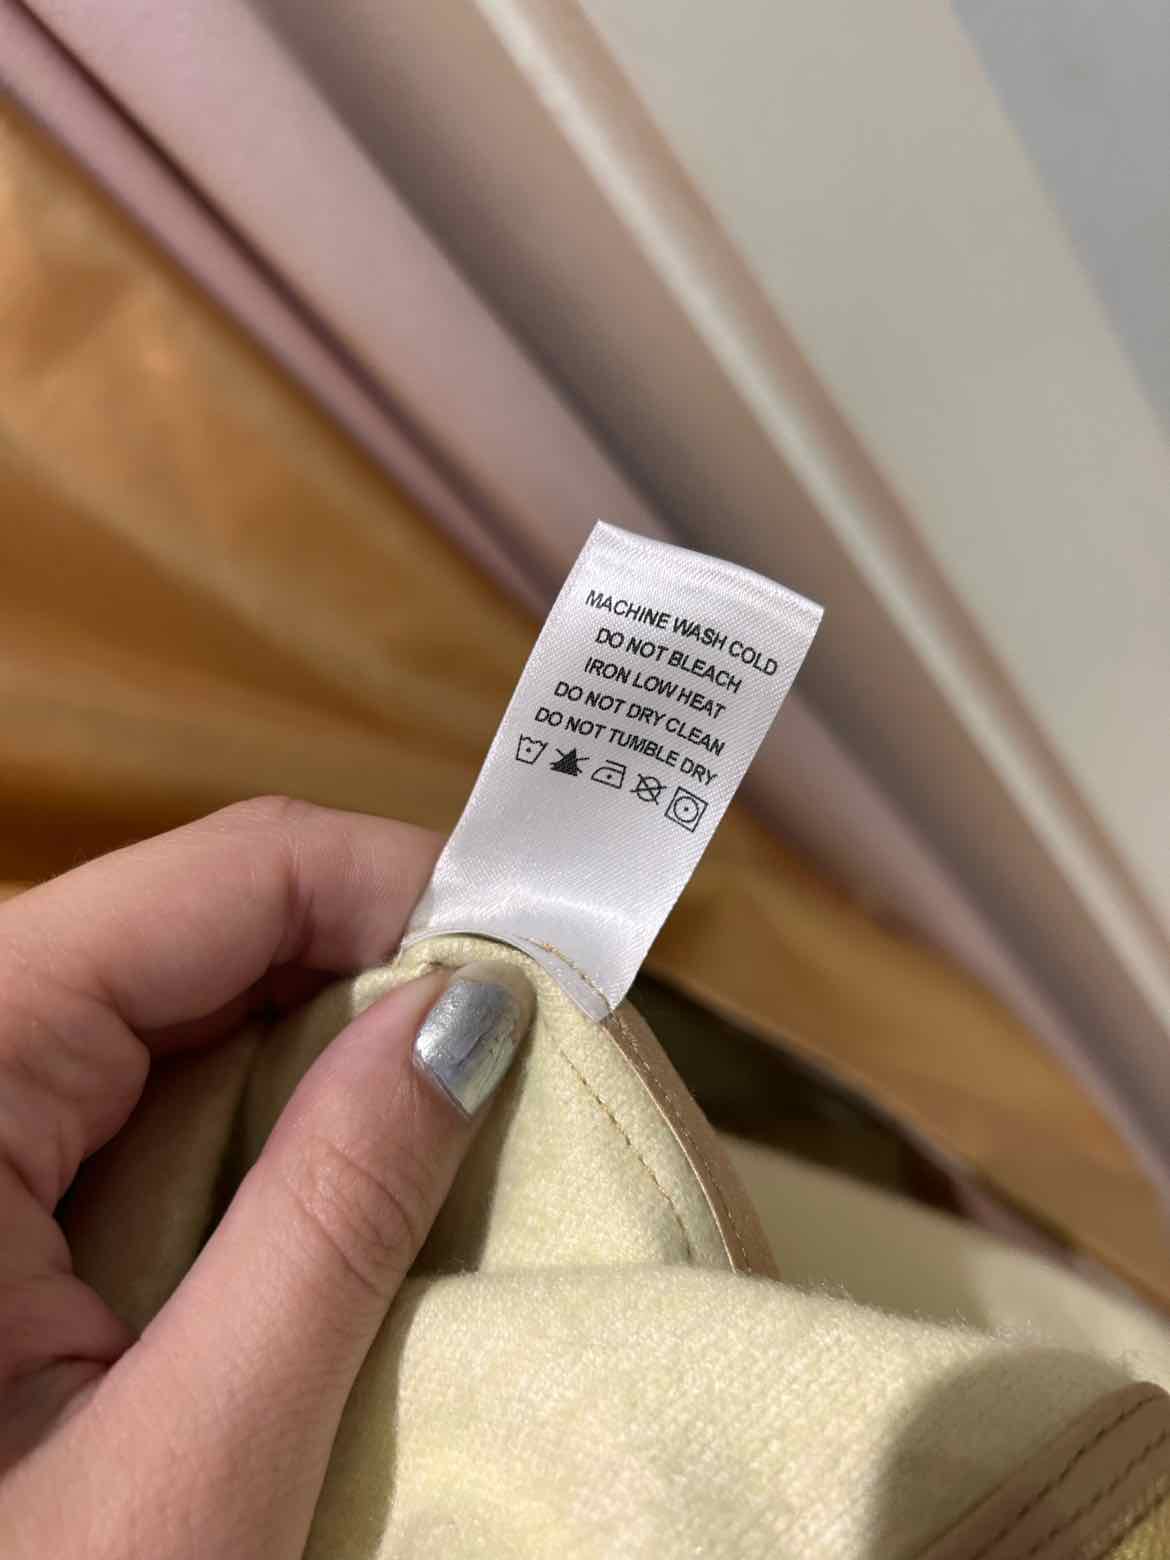 MACHINE WASH COLD
DO NOT BLEACH
IRON LOW HEAT
DO NOT DRY CLEAN
DO NOT TUMBLE DRY